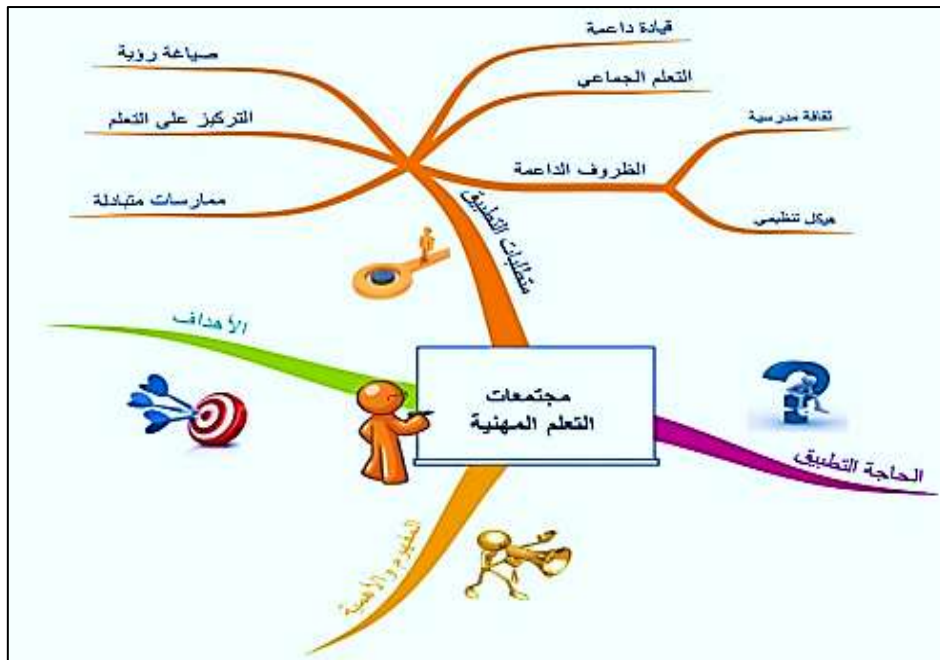 قيادة داعمة
صياغة رؤية
التعلم الجماعي
التركيز على التعلم
ثقافة مدرسية
الظروف الداعمة
ممارسات متبادلة
هيكل تنظيمي
متطلبات التطبيق
الأهداف
مجتمعات
التعلم المهنية
الحاجة التطبيق
المفهوم والأهمية